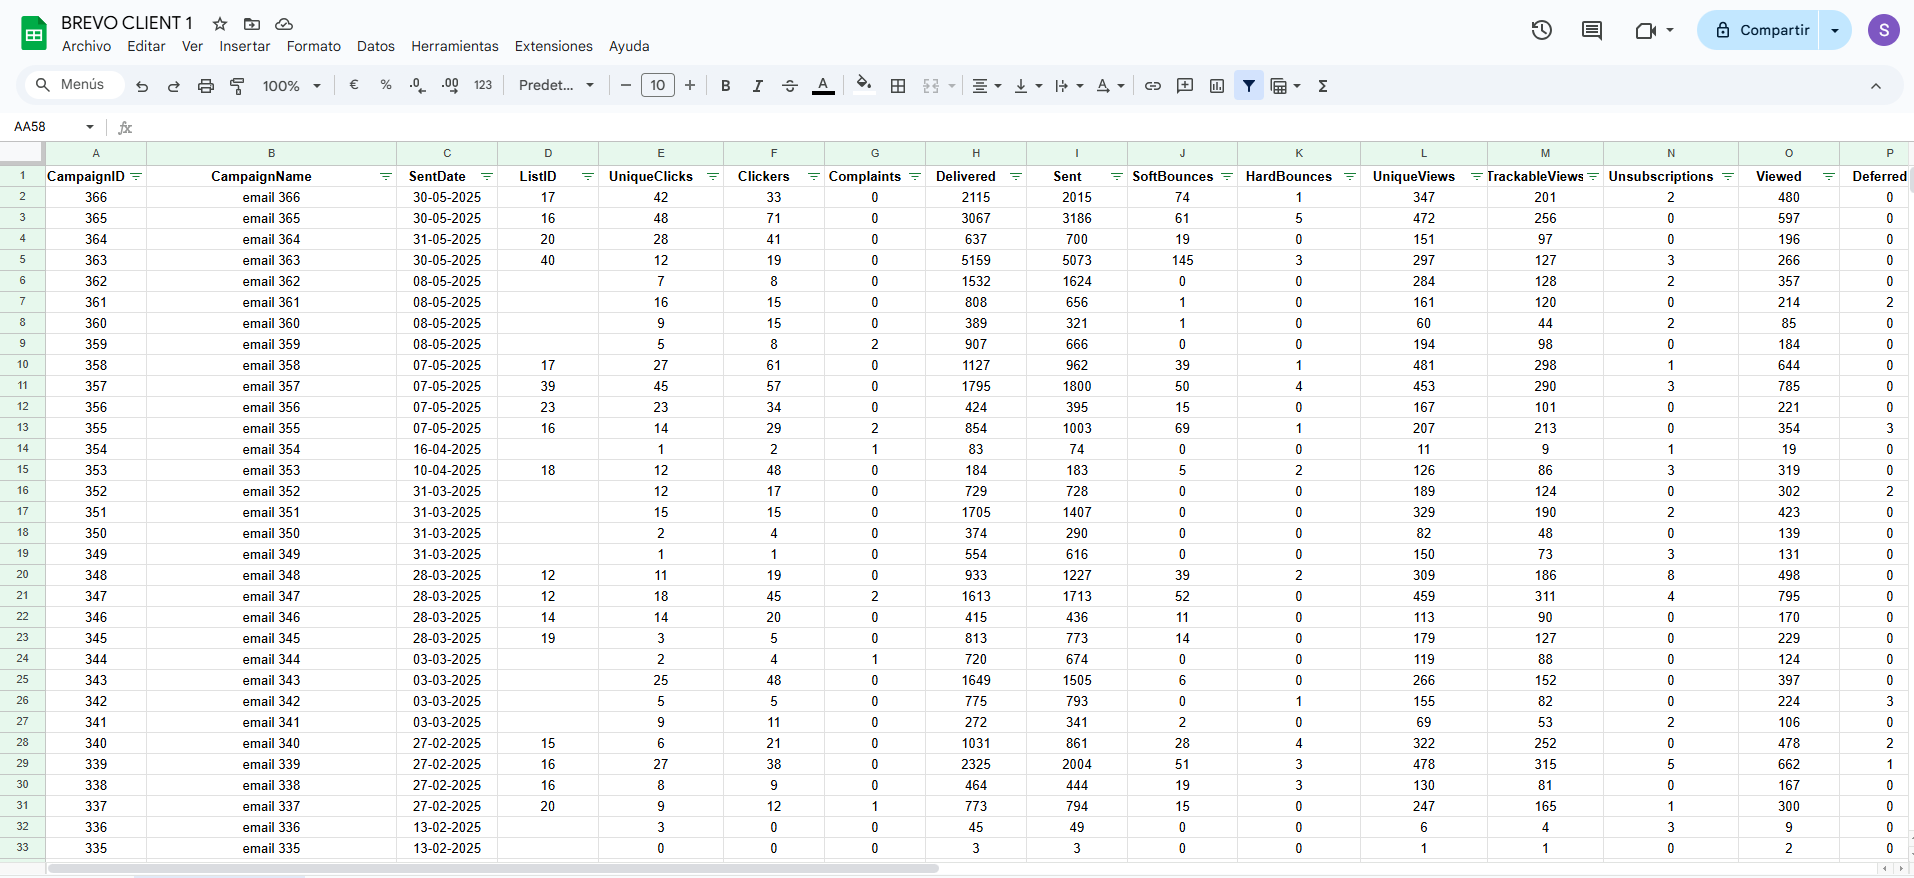 BREVO CLIENT 1
Archivo Editar Ver Insertar Formato Datos Herramientas Extensiones Ayuda
Compartir
S
Menús 100% € % .0 .00 123 Predet... 10 B I A Σ
AA58 fx
A B C D E F G H I J K L M N O P
1 CampaignID CampaignName SentDate ListID UniqueClicks Clickers Complaints Delivered Sent SoftBounces HardBounces UniqueViews TrackableViews Unsubscriptions Viewed Deferred
2 366 email 366 30-05-2025 17 42 33 0 2115 2015 74 1 347 201 2 480 0
3 365 email 365 30-05-2025 16 48 71 0 3067 3186 61 5 472 256 0 597 0
4 364 email 364 31-05-2025 20 28 41 0 637 700 19 0 151 97 0 196 0
5 363 email 363 30-05-2025 40 12 19 0 5159 5073 145 3 297 127 3 266 0
6 362 email 362 08-05-2025 7 8 0 1532 1624 0 0 284 128 2 357 0
7 361 email 361 08-05-2025 16 15 0 808 656 1 0 161 120 0 214 2
8 360 email 360 08-05-2025 9 15 0 389 321 1 0 60 44 2 85 0
9 359 email 359 08-05-2025 5 8 2 907 666 0 0 194 98 0 184 0
10 358 email 358 07-05-2025 17 27 61 0 1127 962 39 1 481 298 1 644 0
11 357 email 357 07-05-2025 39 45 57 0 1795 1800 50 4 453 290 3 785 0
12 356 email 356 07-05-2025 23 23 34 0 424 395 15 0 167 101 0 221 0
13 355 email 355 07-05-2025 16 14 29 2 854 1003 69 1 207 213 0 354 3
14 354 email 354 16-04-2025 1 2 1 83 74 0 0 11 9 1 19 0
15 353 email 353 10-04-2025 18 12 48 0 184 183 5 2 126 86 3 319 0
16 352 email 352 31-03-2025 12 17 0 729 728 0 0 189 124 0 302 2
17 351 email 351 31-03-2025 15 15 0 1705 1407 0 0 329 190 2 423 0
18 350 email 350 31-03-2025 2 4 0 374 290 0 0 82 48 0 139 0
19 349 email 349 31-03-2025 1 1 0 554 616 0 0 150 73 3 131 0
20 348 email 348 28-03-2025 12 11 19 0 933 1227 39 2 309 186 8 498 0
21 347 email 347 28-03-2025 12 18 45 2 1613 1713 52 0 459 311 4 795 0
22 346 email 346 28-03-2025 14 14 20 0 415 436 11 0 113 90 0 170 0
23 345 email 345 28-03-2025 19 3 5 0 813 773 14 0 179 127 0 229 0
24 344 email 344 03-03-2025 2 4 1 720 674 0 0 119 88 0 124 0
25 343 email 343 03-03-2025 25 48 0 1649 1505 6 0 266 152 0 397 0
26 342 email 342 03-03-2025 5 5 0 775 793 0 1 155 82 0 224 3
27 341 email 341 03-03-2025 9 11 0 272 341 2 0 69 53 2 106 0
28 340 email 340 27-02-2025 15 6 21 0 1031 861 28 4 322 252 0 478 2
29 339 email 339 27-02-2025 16 27 38 0 2325 2004 51 3 478 315 5 662 1
30 338 email 338 27-02-2025 16 8 9 0 464 444 19 3 130 81 0 167 0
31 337 email 337 27-02-2025 20 9 12 1 773 794 15 0 247 165 1 300 0
32 336 email 336 13-02-2025 3 0 0 45 49 0 0 6 4 3 9 0
33 335 email 335 13-02-2025 0 0 0 3 3 0 0 1 1 0 2 0